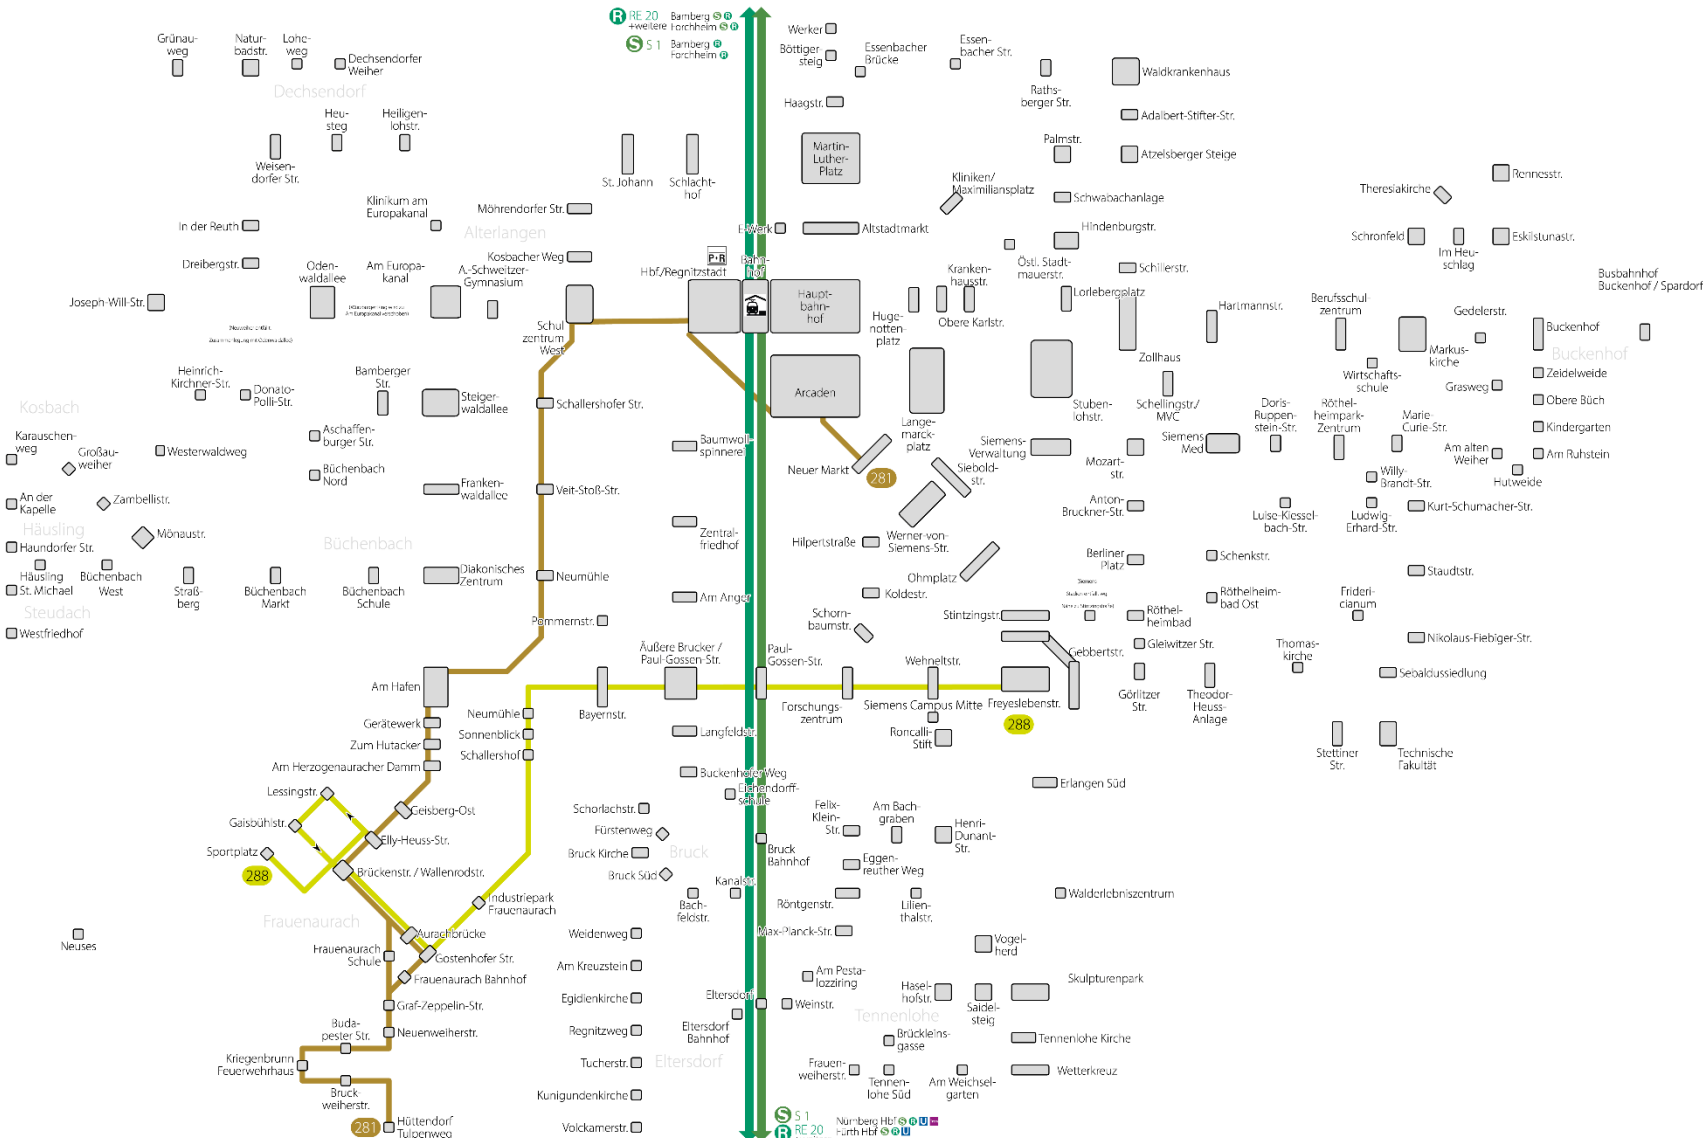 RE 20
+weitere
Bamberg S R
Forchheim S R
S 1
Bamberg R
Forchheim R
Grünau-
weg
Natur-
badstr.
Lohe-
weg
Dechsendorfer
Weiher
Dechsendorf
Heu-
steg
Heiligen-
lohstr.
Weisen-
dorfer Str.
St. Johann
Schlacht-
hof
Werker
Böttiger-
steig
Essenbacher
Brücke
Essen-
bacher Str.
Haagstr.
Raths-
berger Str.
Waldkrankenhaus
Adalbert-Stifter-Str.
Martin-
Luther-
Platz
Palmstr.
Atzelsberger Steige
Kliniken/
Maximiliansplatz
Schwabachanlage
Theresiakirche
Rennesstr.
Klinikum am
Europakanal
Möhrendorfer Str.
In der Reuth
Alterlangen
E-Werk
Altstadtmarkt
Hindenburgstr.
Schronfeld
Im Heu-
schlag
Eskilstunastr.
Dreibergstr.
Oden-
waldallee
Am Europa-
kanal
A.-Schweitzer-
Gymnasium
Kosbacher Weg
P+R
Hbf./Regnitzstadt
Bahn-
hof
Haupt-
bahn-
hof
Kranken-
hausstr.
Östl. Stadt-
mauerstr.
Schillerstr.
Busbahnhof
Buckenhof / Spardorf
Joseph-Will-Str.
Schul
zentrum
West
Huge-
notten-
platz
Obere Karlstr.
Lorlebergplatz
Hartmannstr.
Berufsschul-
zentrum
Gedelerstr.
Buckenhof
Markus-
kirche
Buckenhof
Zollhaus
Wirtschafts-
schule
Zeidelweide
Heinrich-
Kirchner-Str.
Donato-
Polli-Str.
Bamberger
Str.
Steiger-
waldallee
Schallershofer Str.
Arcaden
Stuben-
lohstr.
Schellingstr./
MVC
Grasweg
Obere Büch
Kosbach
Karauschen-
weg
Großau-
weiher
Westerwaldweg
Aschaffen-
burger Str.
Baumwoll-
spinnerei
Lange-
marck-
platz
Siemens-
Verwaltung
Mozart-
str.
Siemens
Med
Doris-
Ruppen-
stein-Str.
Röthel-
heimpark-
Zentrum
Marie-
Curie-Str.
Kindergarten
Am alten
Weiher
Am Ruhstein
Büchenbach
Nord
Neuer Markt
281
Siebold-
str.
Willy-
Brandt-Str.
Hutweide
An der
Kapelle
Zambellistr.
Franken-
waldallee
Veit-Stoß-Str.
Anton-
Bruckner-Str.
Luise-Kiessel-
bach-Str.
Ludwig-
Erhard-Str.
Kurt-Schumacher-Str.
Häusling
Mönaustr.
Büchenbach
Zentral-
friedhof
Hilpertstraße
Werner-von-
Siemens-Str.
Haundorfer Str.
Berliner
Platz
Schenkstr.
Häusling
St. Michael
Büchenbach
West
Straß-
berg
Büchenbach
Markt
Büchenbach
Schule
Diakonisches
Zentrum
Neumühle
Ohmplatz
Staudtstr.
Am Anger
Koldestr.
Röthelheim-
bad Ost
Frideri-
cianum
Steudach
Westfriedhof
Pommernstr.
Schorn-
baumstr.
Stintzingstr.
Röthel-
heimbad
Nikolaus-Fiebiger-Str.
Äußere Brucker /
Paul-Gossen-Str.
Paul-
Gossen-Str.
Wehneltstr.
Gebbertstr.
Gleiwitzer Str.
Thomas-
kirche
Sebaldussiedlung
Am Hafen
Bayernstr.
Forschungs-
zentrum
Siemens Campus Mitte
Freyeslebenstr.
288
Görlitzer
Str.
Theodor-
Heuss-
Anlage
Gerätewerk
Neumühle
Zum Hutacker
Sonnenblick
Langfeldstr.
Roncalli-
Stift
Stettiner
Str.
Technische
Fakultät
Am Herzogenauracher Damm
Schallershof
Buckenhofer Weg
Erlangen Süd
Lessingstr.
Eichendorff-
schule
Geisberg-Ost
Schorlachstr.
Felix-
Klein-
Str.
Am Bach-
graben
Henri-
Dunant-
Str.
Gaisbühlstr.
Elly-Heuss-Str.
Fürstenweg
Sportplatz
Bruck Kirche
Bruck
Bruck
Bahnhof
Eggen-
reuther Weg
288
Brückenstr. / Wallenrodstr.
Bruck Süd
Kanalstr.
Bach-
feldstr.
Röntgenstr.
Lilien-
thalstr.
Walderlebniszentrum
Industriepark
Frauenaurach
Frauenaurach
Neuses
Aurachbrücke
Weidenweg
Max-Planck-Str.
Vogel-
herd
Frauenaurach
Schule
Gostenhofer Str.
Am Kreuzstein
Am Pesta-
lozziring
Skulpturenpark
Frauenaurach Bahnhof
Hasel-
hofstr.
Saidel-
steig
Graf-Zeppelin-Str.
Egidienkirche
Eltersdorf
Weinstr.
Tennenlohe
Buda-
pester Str.
Neuenweiherstr.
Regnitzweg
Eltersdorf
Bahnhof
Brückleins-
gasse
Tennenlohe Kirche
Kriegenbrunn
Feuerwehrhaus
Tucherstr.
Eltersdorf
Frauen-
weiherstr.
Tennen-
lohe Süd
Am Weichsel-
garten
Wetterkreuz
Bruck-
weiherstr.
Kunigundenkirche
281
Hüttendorf
Tulpenweg
Volckamerstr.
S 1
RE 20
Nürnberg Hbf S R U
Fürth Hbf S R U